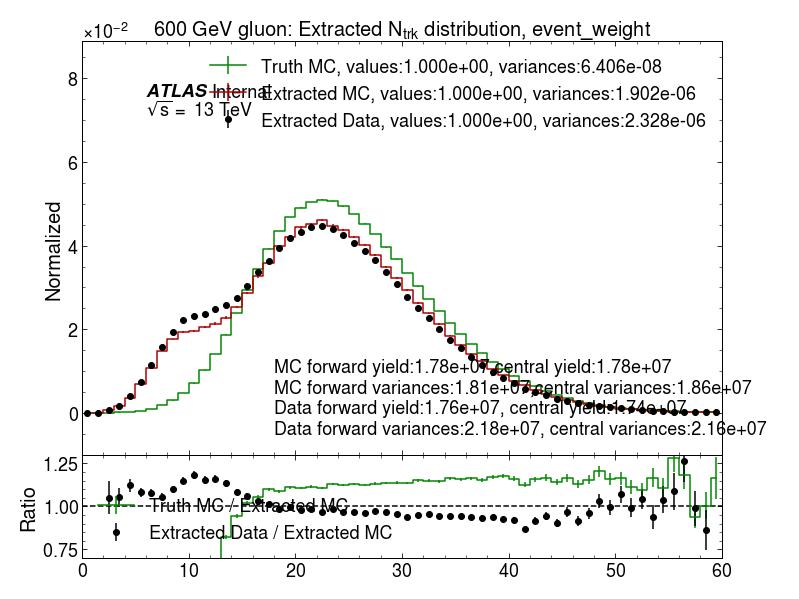 ×10⁻²
600 GeV gluon: Extracted Ntrk distribution, event_weight
Truth MC, values:1.000e+00, variances:6.406e-08
ATLAS Internal
Extracted MC, values:1.000e+00, variances:1.902e-06
√s = 13 TeV
Extracted Data, values:1.000e+00, variances:2.328e-06
Normalized
8
6
4
2
0
MC forward yield:1.78e+07, central yield:1.78e+07
MC forward variances:1.81e+07, central variances:1.86e+07
Data forward yield:1.76e+07, central yield:1.74e+07
Data forward variances:2.18e+07, central variances:2.16e+07
Ratio
1.25
1.00
0.75
Truth MC / Extracted MC
Extracted Data / Extracted MC
0 10 20 30 40 50 60